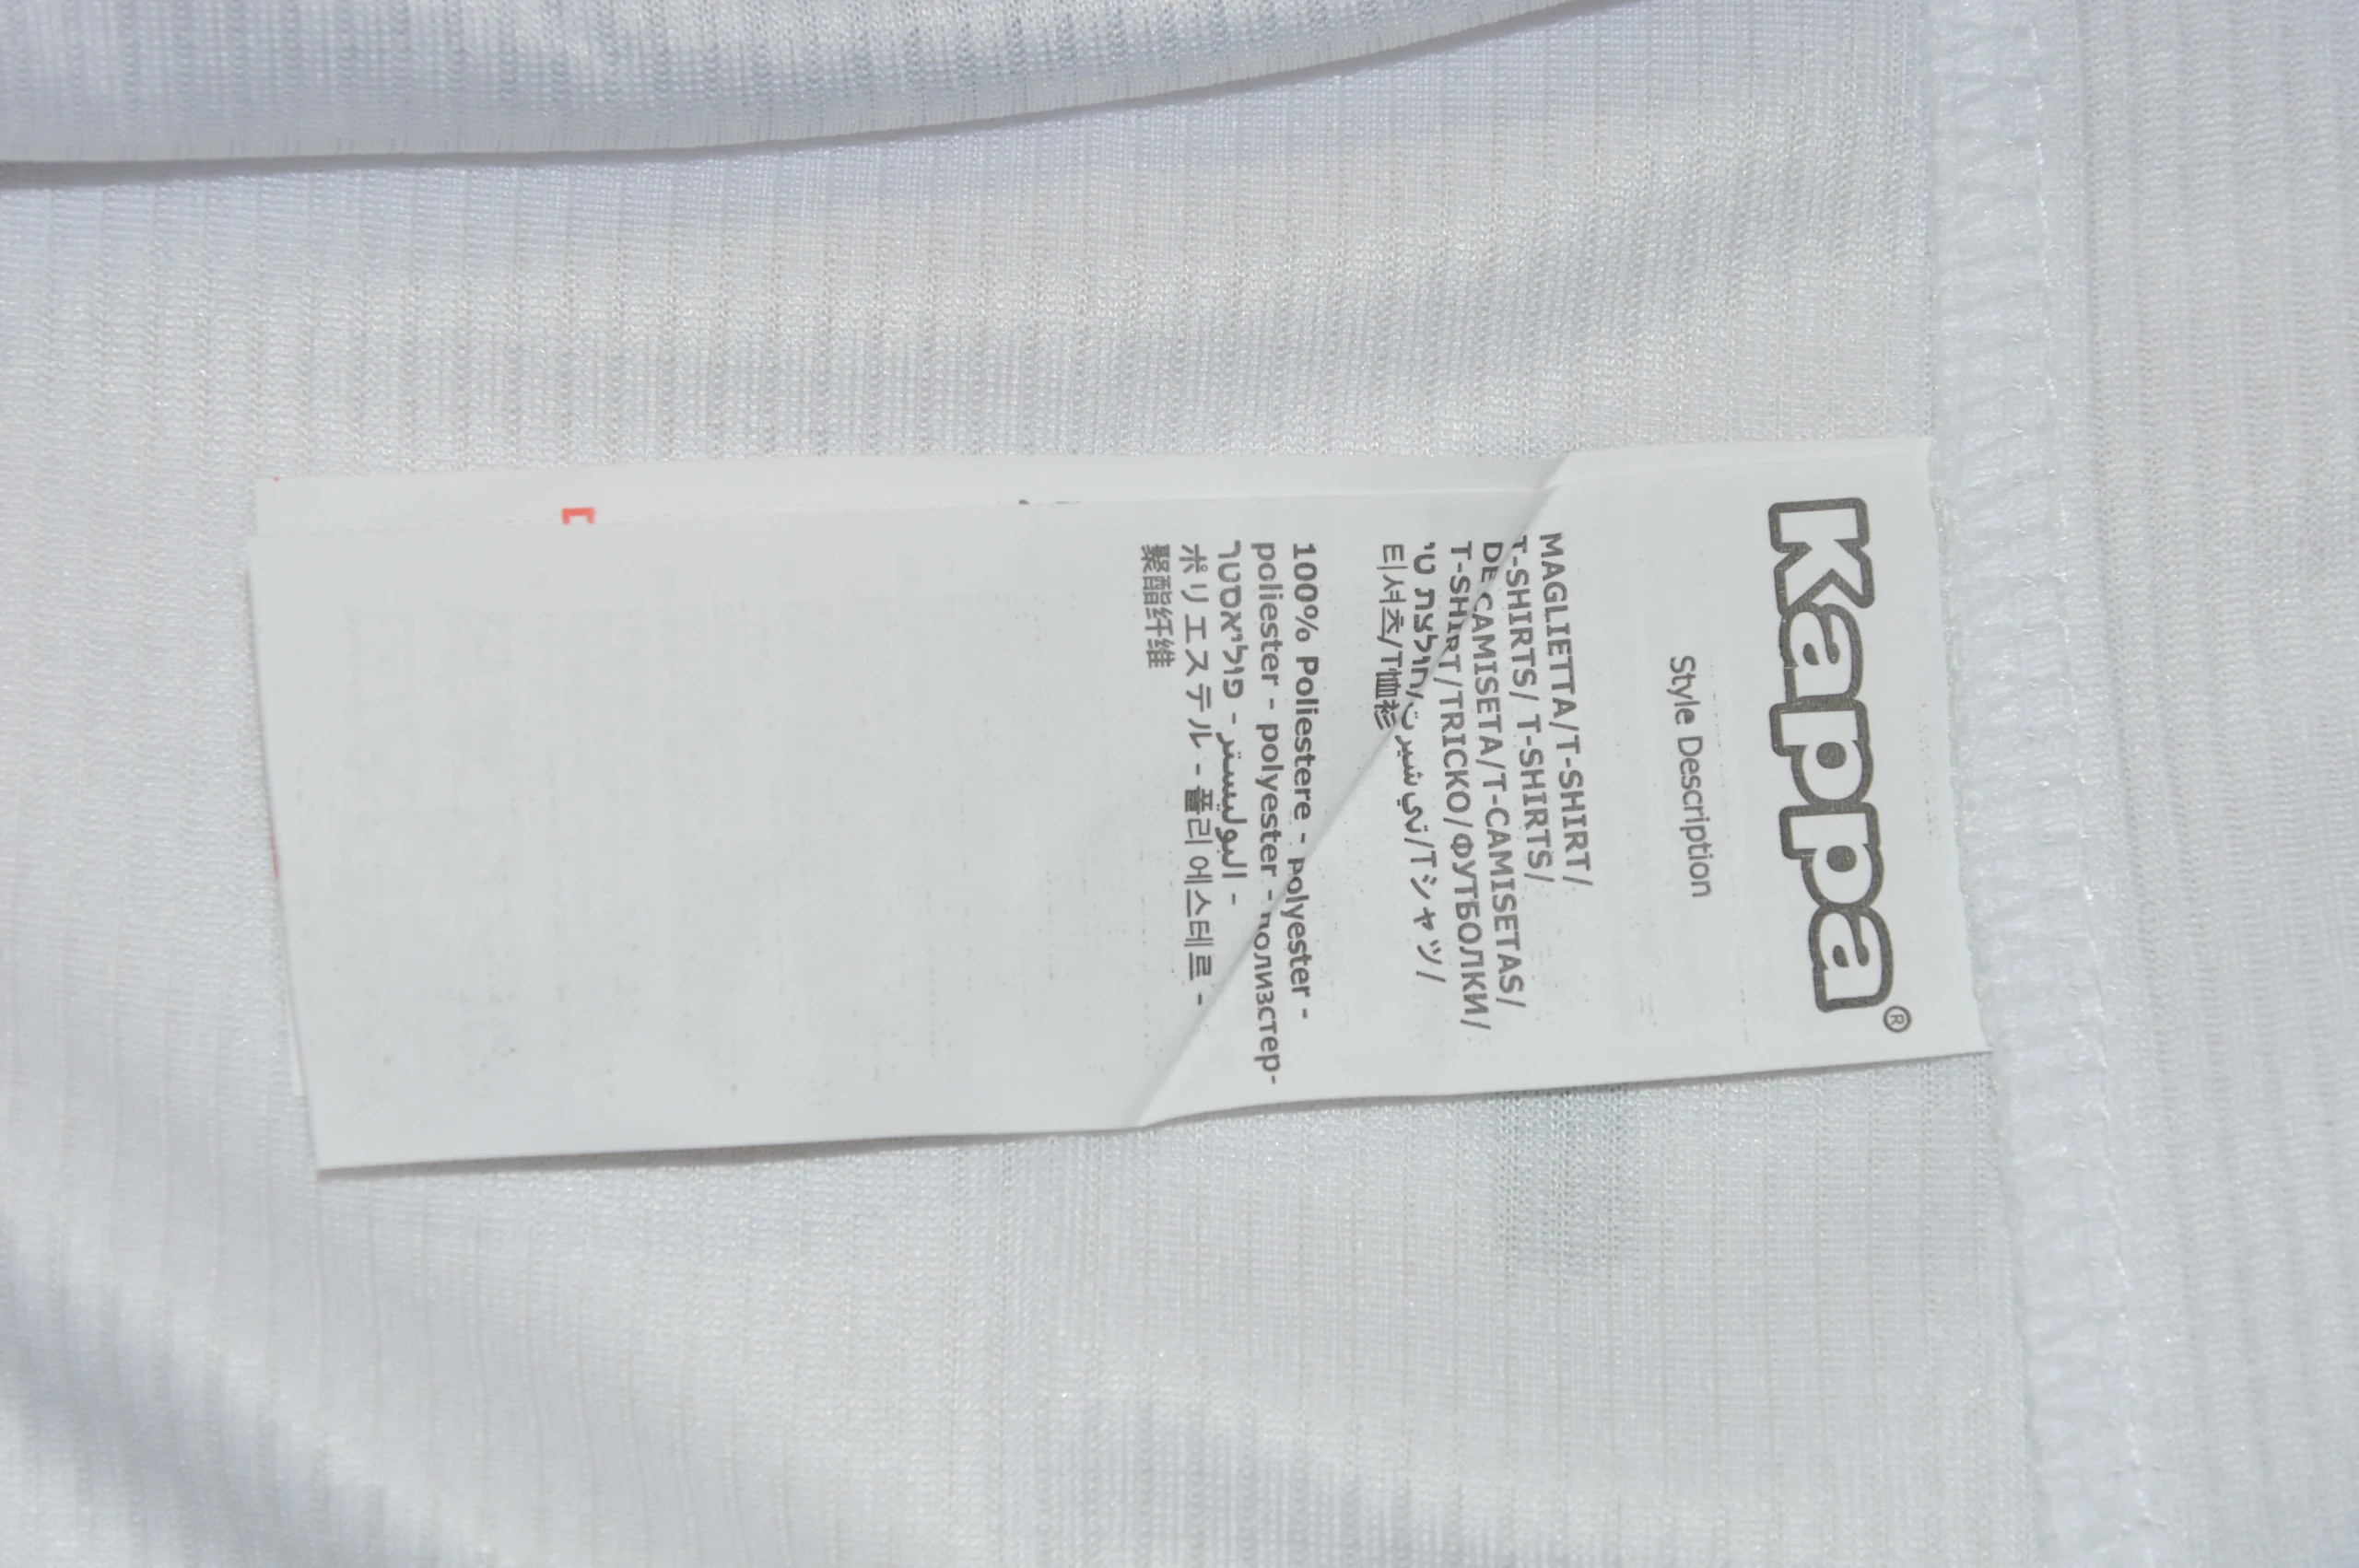 Kappa®
Style Description
MAGLIETTA/T-SHIRT/
T-SHIRTS/ T-SHIRTS/
DE CAMISETA/T-CAMISETAS/
T-SHIRT/TRICKO/ФУТБОЛКИ/
חולצת טי/تي شيرت/Tシャツ/
티셔츠/T恤衫
100% Poliestere - polyester -
poliester - polyester - полиэстер-
פוליאסטר - البوليستر -
ポリエステル - 폴리에스테르 -
聚酯纤维